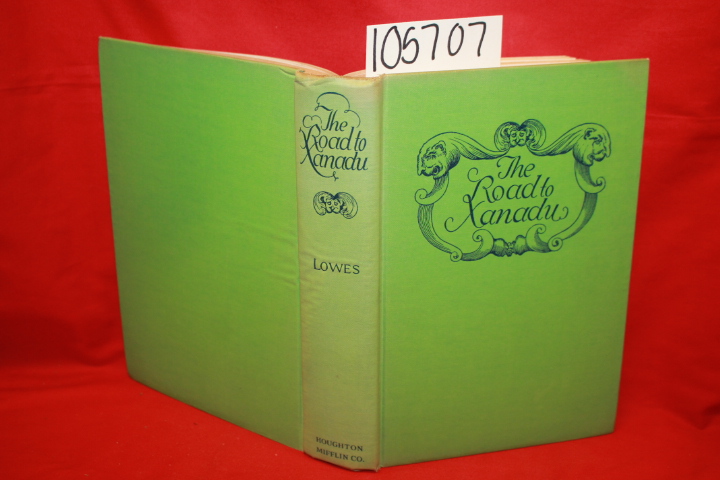 105707
The
Road to
Xanadu
LOWES
HOUGHTON
MIFFLIN CO.
The
Road to
Xanadu